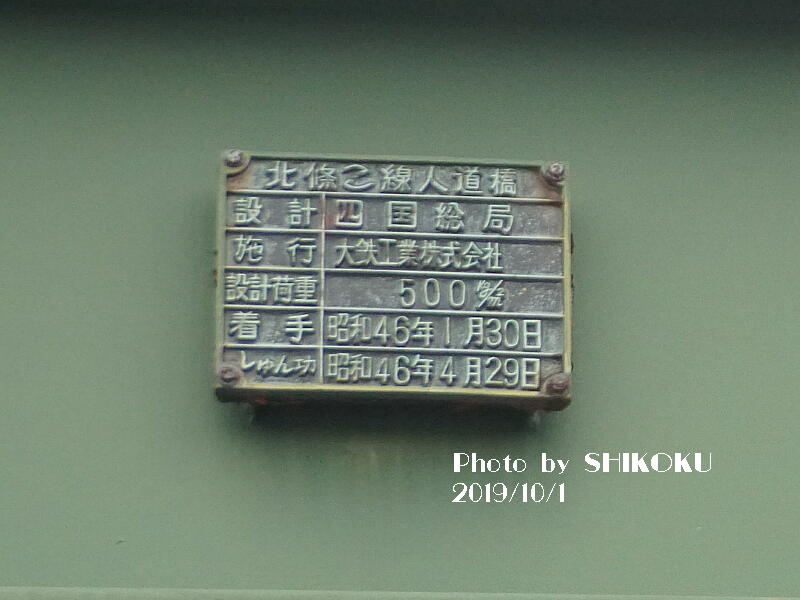 北條こ線人道橋
設計 四国総局
施行 大鉄工業株式会社
設計荷重 500 kg/m²
着手 昭和46年1月30日
しゅん功 昭和46年4月29日
Photo by SHIKOKU
2019/10/1